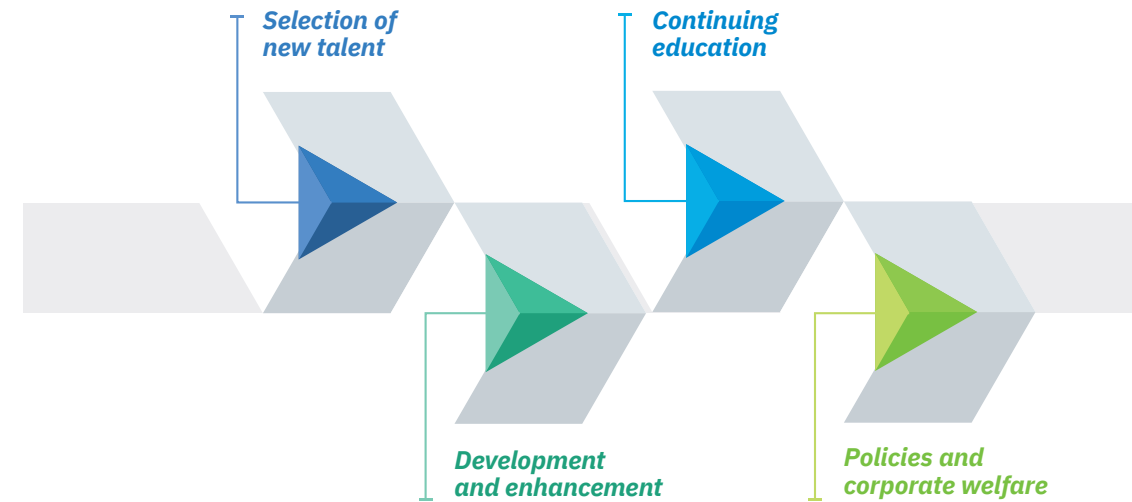 Selection of
new talent
Continuing
education
Development
and enhancement
Policies and
corporate welfare